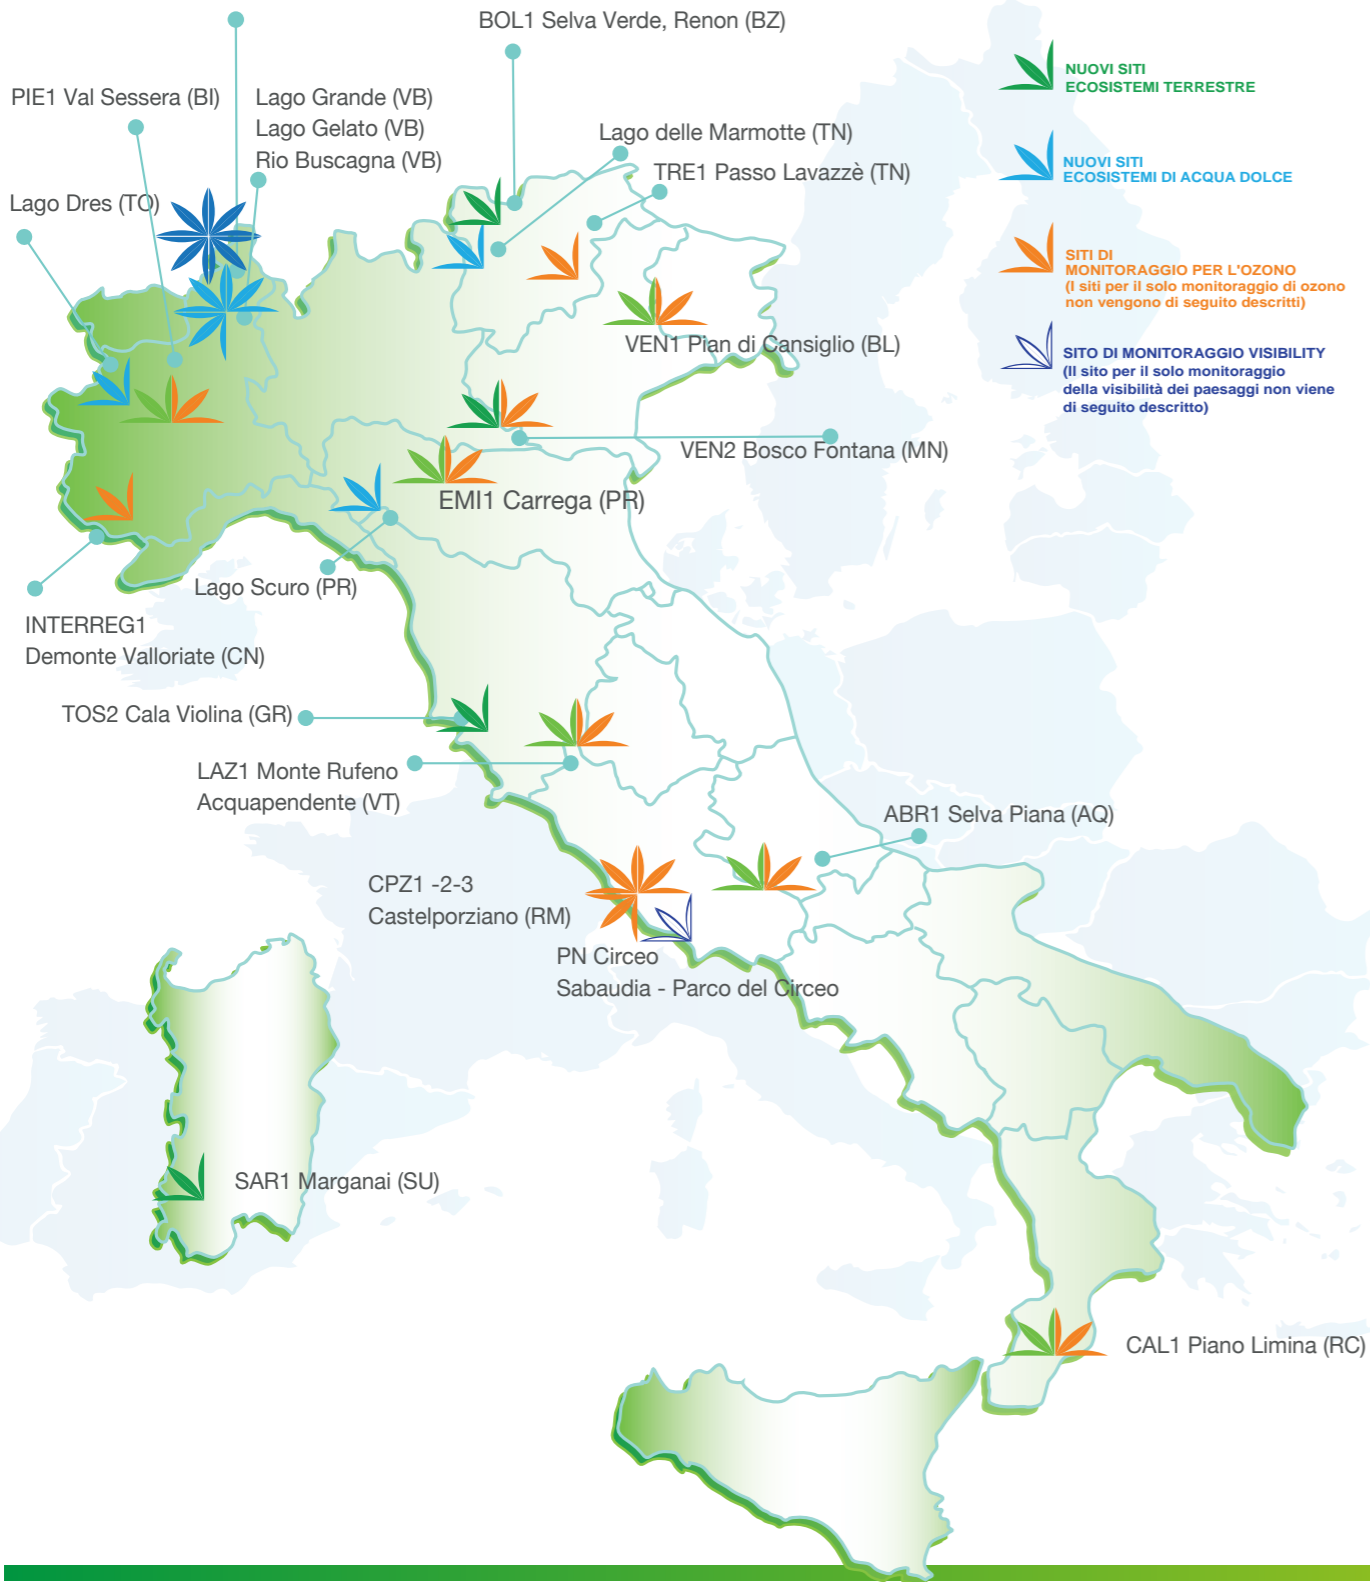 BOL1 Selva Verde, Renon (BZ)
PIE1 Val Sessera (BI)
Lago Grande (VB)
Lago Gelato (VB)
Rio Buscagna (VB)
Lago delle Marmotte (TN)
TRE1 Passo Lavazzè (TN)
Lago Dres (TO)
NUOVI SITI
ECOSISTEMI TERRESTRE
NUOVI SITI
ECOSISTEMI DI ACQUA DOLCE
SITI DI
MONITORAGGIO PER L'OZONO
(I siti per il solo monitoraggio di ozono
non vengono di seguito descritti)
SITO DI MONITORAGGIO VISIBILITY
(Il sito per il solo monitoraggio
della visibilità dei paesaggi non viene
di seguito descritto)
VEN1 Pian di Cansiglio (BL)
VEN2 Bosco Fontana (MN)
EMI1 Carrega (PR)
Lago Scuro (PR)
INTERREG1
Demonte Valloriate (CN)
TOS2 Cala Violina (GR)
LAZ1 Monte Rufeno
Acquapendente (VT)
ABR1 Selva Piana (AQ)
CPZ1 -2-3
Castelporziano (RM)
PN Circeo
Sabaudia - Parco del Circeo
SAR1 Marganai (SU)
CAL1 Piano Limina (RC)